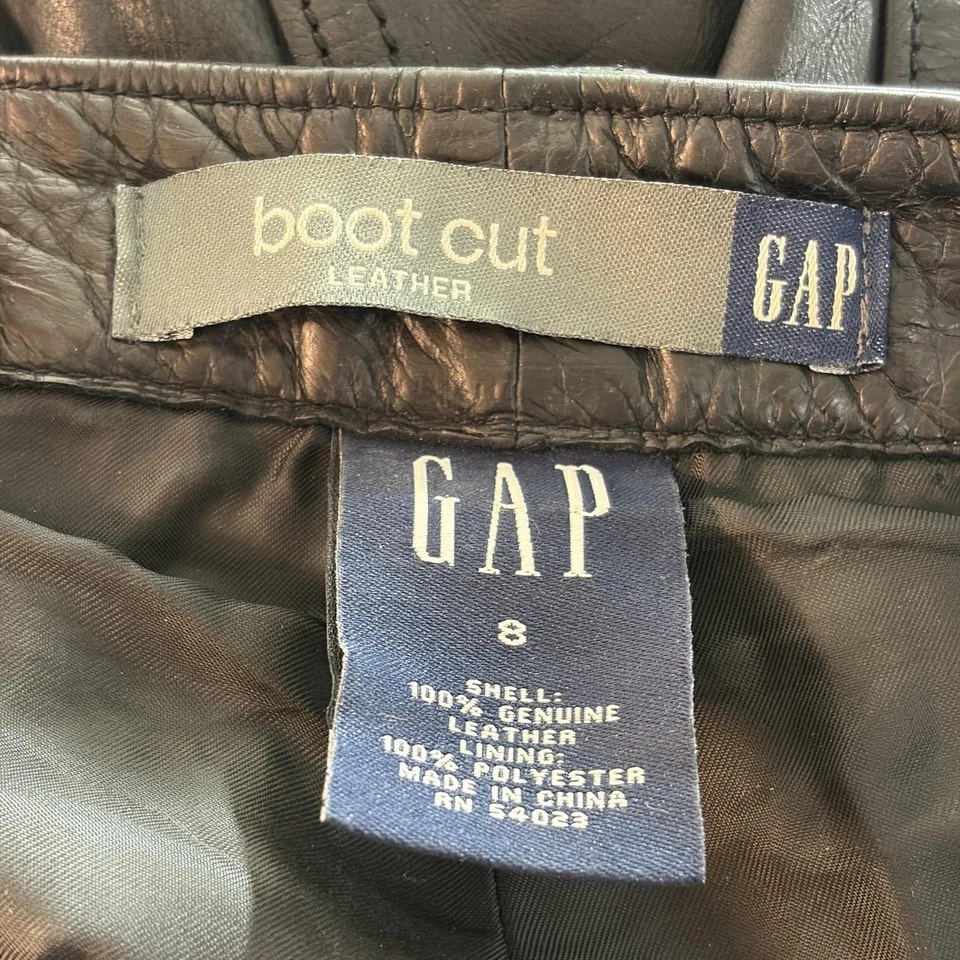 boot cut
LEATHER
GAP
GAP
8
SHELL:
100% GENUINE
LEATHER
LINING:
100% POLYESTER
MADE IN CHINA
RN 54023